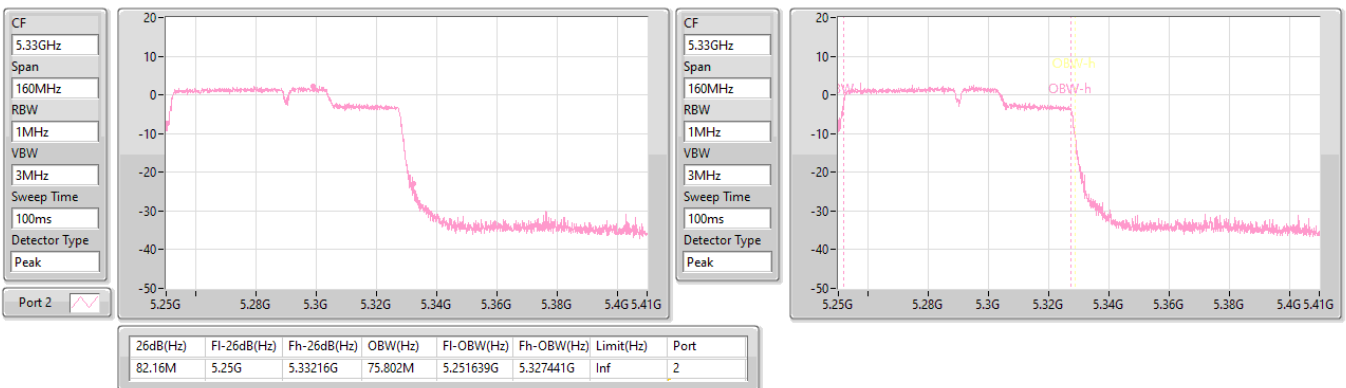 CF
5.33GHz
Span
160MHz
RBW
1MHz
VBW
3MHz
Sweep Time
100ms
Detector Type
Peak
Port 2
20
10
0
-10
-20
-30
-40
-50
5.25G 5.28G 5.3G 5.32G 5.34G 5.36G 5.38G 5.4G 5.41G
CF
5.33GHz
Span
160MHz
RBW
1MHz
VBW
3MHz
Sweep Time
100ms
Detector Type
Peak
20
10
0
-10
-20
-30
-40
-50
OBW-h
OBW-h
5.25G 5.28G 5.3G 5.32G 5.34G 5.36G 5.38G 5.4G 5.41G
26dB(Hz) Fl-26dB(Hz) Fh-26dB(Hz) OBW(Hz) Fl-OBW(Hz) Fh-OBW(Hz) Limit(Hz) Port
82.16M 5.25G 5.33216G 75.802M 5.251639G 5.327441G Inf 2